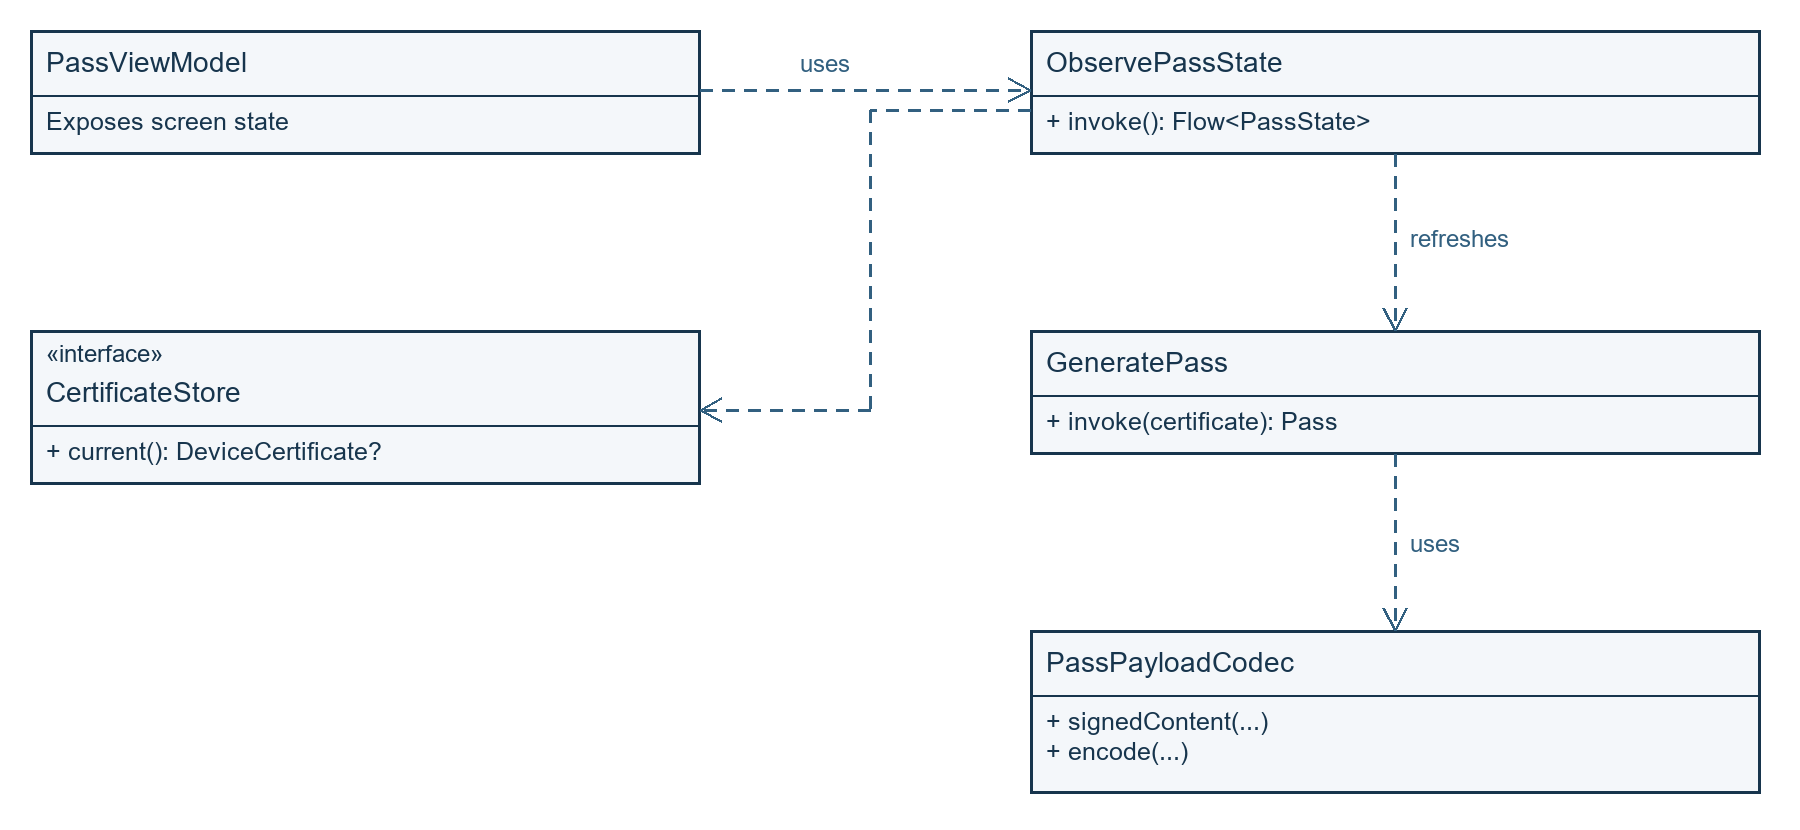 PassViewModel
Exposes screen state
uses
ObservePassState
+ invoke(): Flow<PassState>
refreshes
«interface»
CertificateStore
+ current(): DeviceCertificate?
GeneratePass
+ invoke(certificate): Pass
uses
PassPayloadCodec
+ signedContent(...)
+ encode(...)